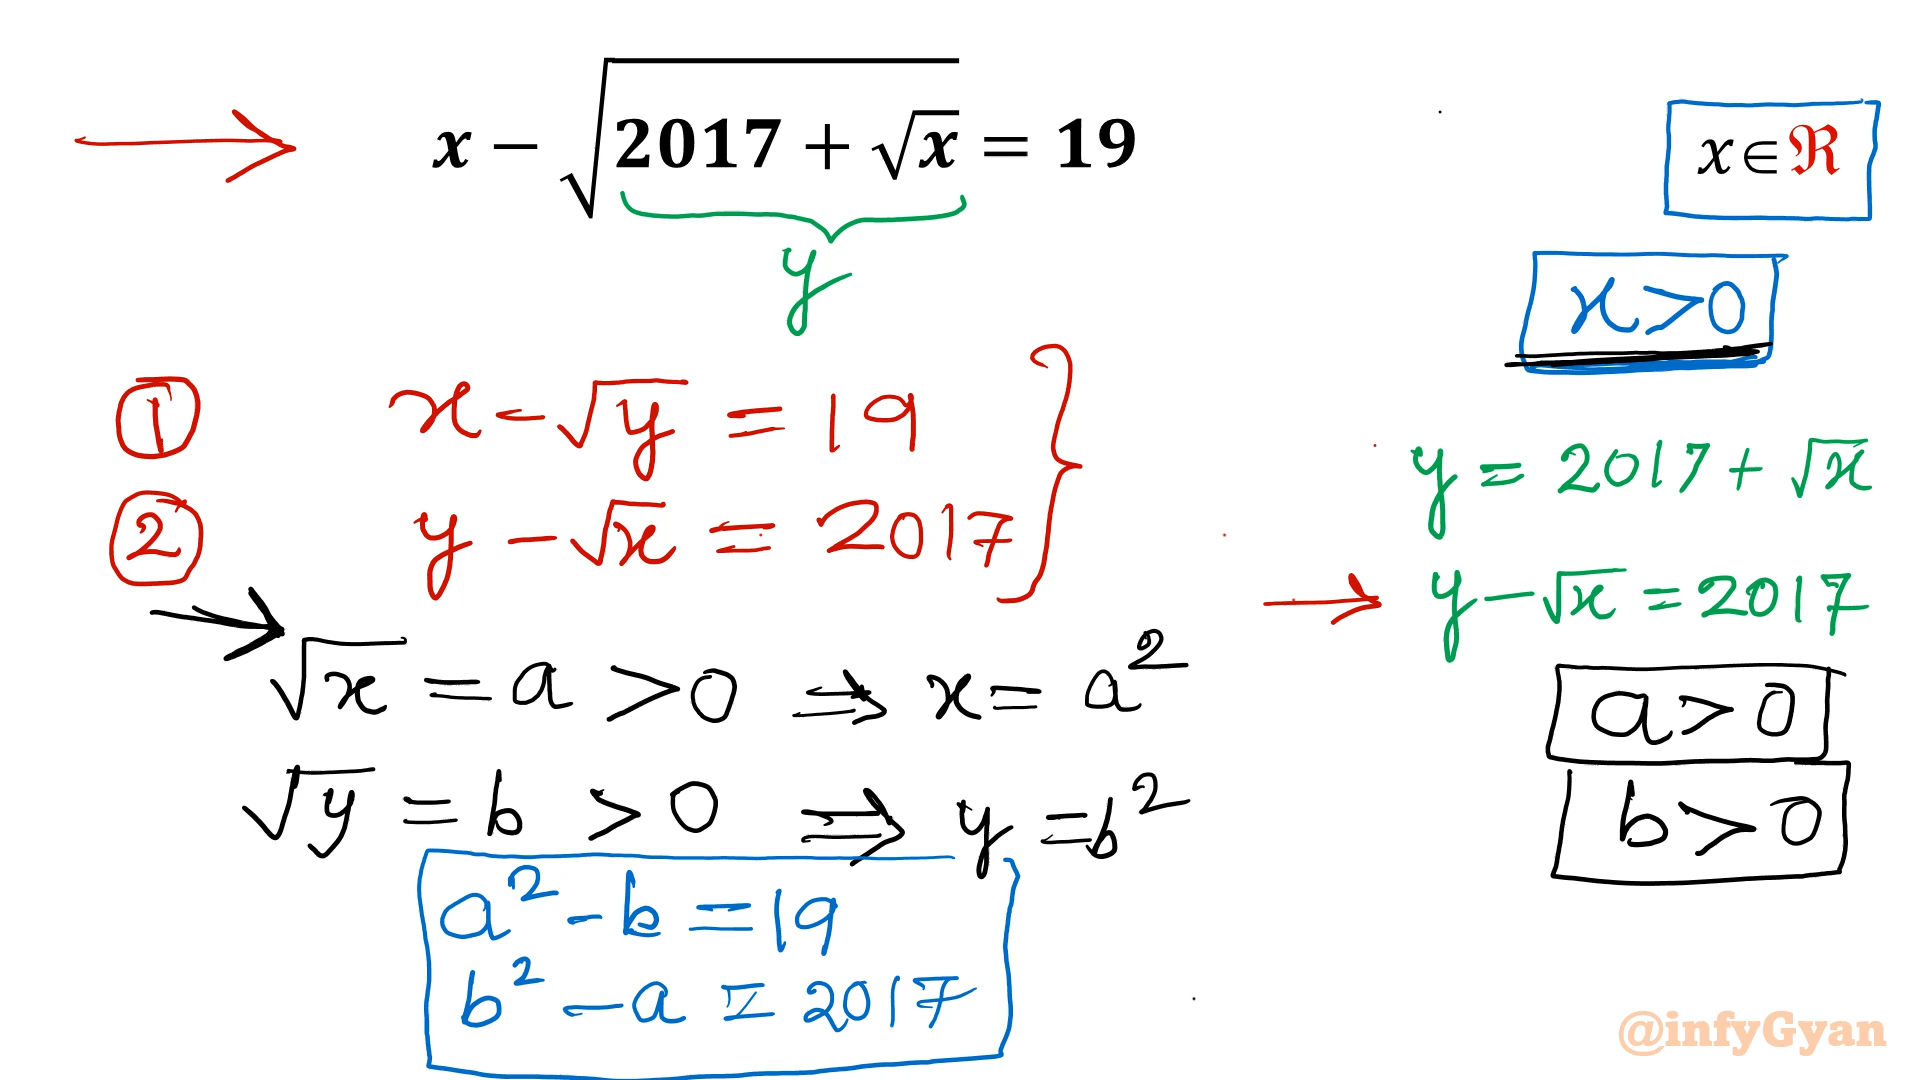 x − √(2017 + √x) = 19
x ∈ ℜ
y
x > 0
① x − √y = 19
② y − √x = 2017
y = 2017 + √x
y − √x = 2017
√x = a > 0 ⇒ x = a²
a > 0
√y = b > 0 ⇒ y = b²
b > 0
a² − b = 19
b² − a = 2017
@infyGyan